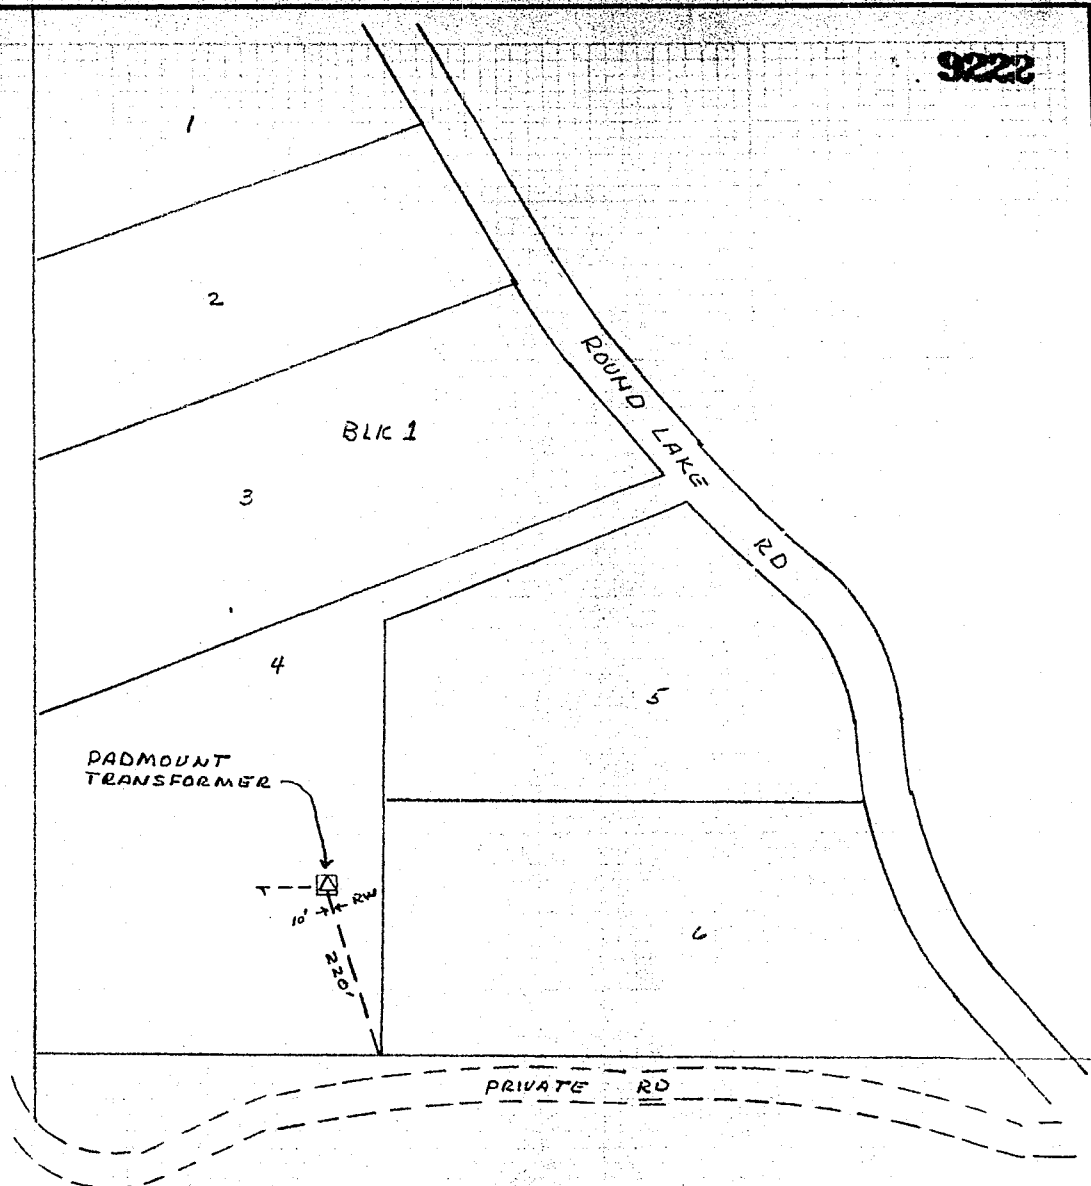 9222
1
2
ROUND LAKE RD
BLK 1
3
4
5
PADMOUNT
TRANSFORMER
T
10' RW
220'
6
PRIVATE RD